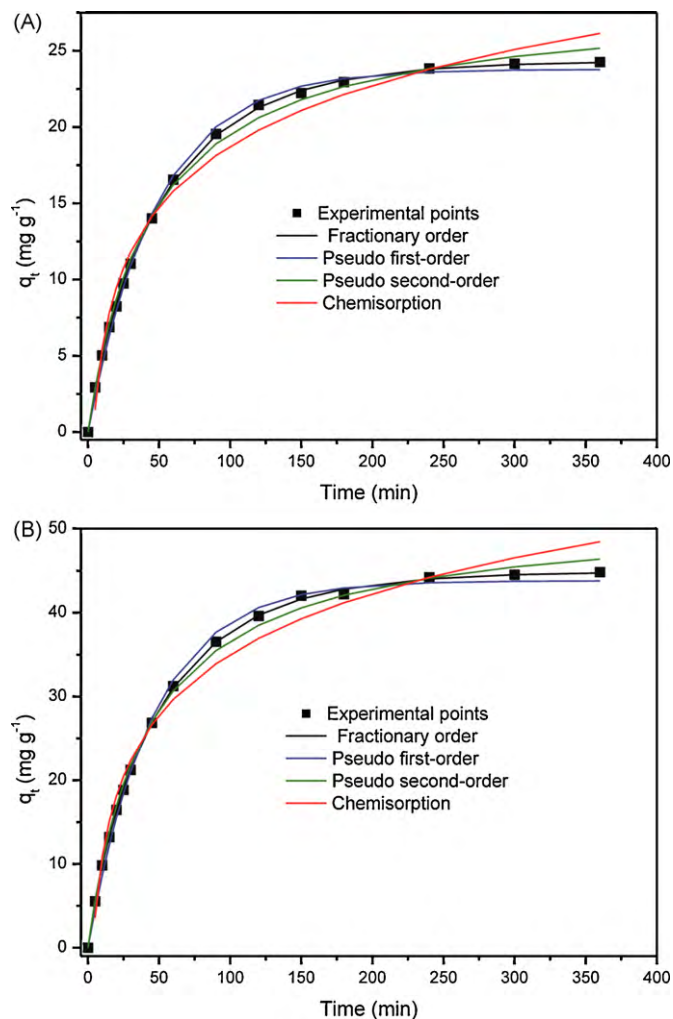 (A)
25
20
15
10
5
0
qt (mg g-1)
Experimental points
Fractionary order
Pseudo first-order
Pseudo second-order
Chemisorption
0 50 100 150 200 250 300 350 400
Time (min)
(B)
50
40
30
20
10
0
qt (mg g-1)
Experimental points
Fractionary order
Pseudo first-order
Pseudo second-order
Chemisorption
0 50 100 150 200 250 300 350 400
Time (min)